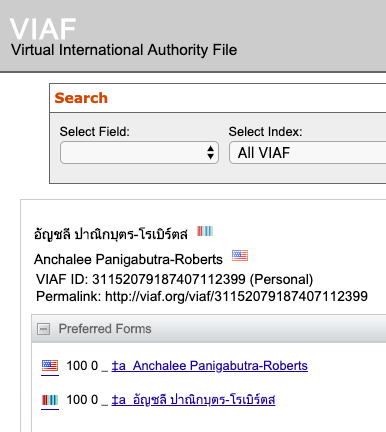 VIAF
Virtual International Authority File
Search
Select Field: Select Index:
All VIAF
อัญชลี ปาณิกบุตร-โรเบิร์ตส์
Anchalee Panigabutra-Roberts
VIAF ID: 31152079187407112399 (Personal)
Permalink: http://viaf.org/viaf/31152079187407112399
Preferred Forms
100 0 _ ‡a Anchalee Panigabutra-Roberts
100 0 _ ‡a อัญชลี ปาณิกบุตร-โรเบิร์ตส์